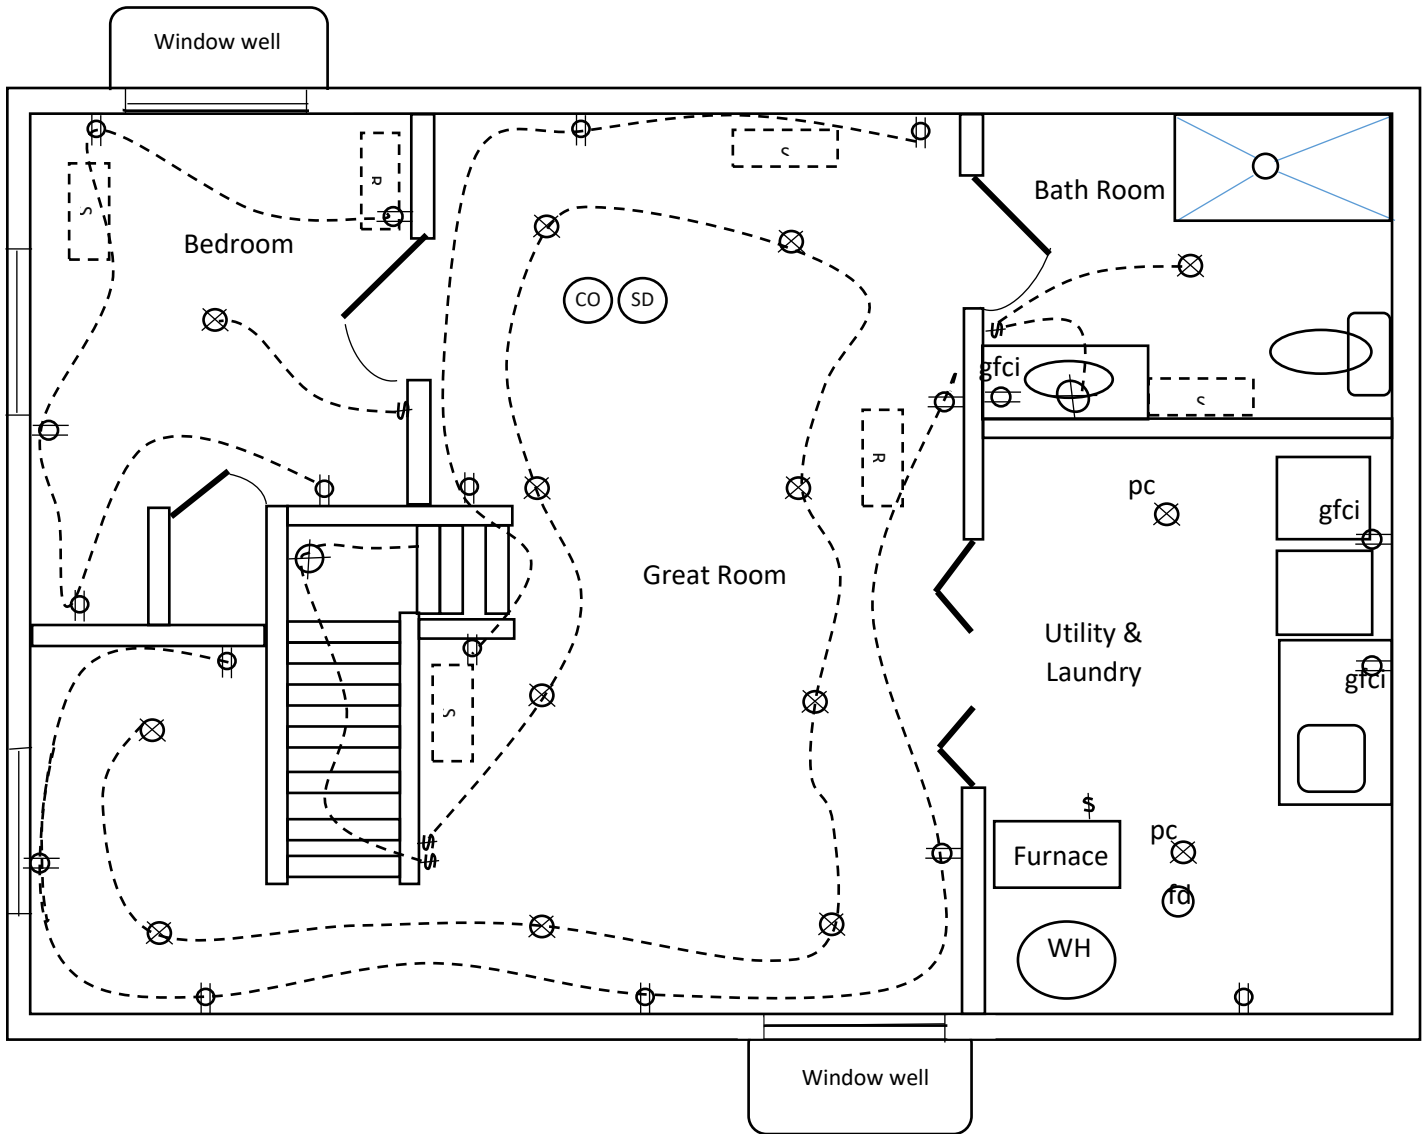 Window well
R
S
S
Bath Room
Bedroom
CO SD
gfci
S
R
pc
gfci
Great Room
Utility &
Laundry
gfci
S
$
pc
Furnace
fd
WH
Window well